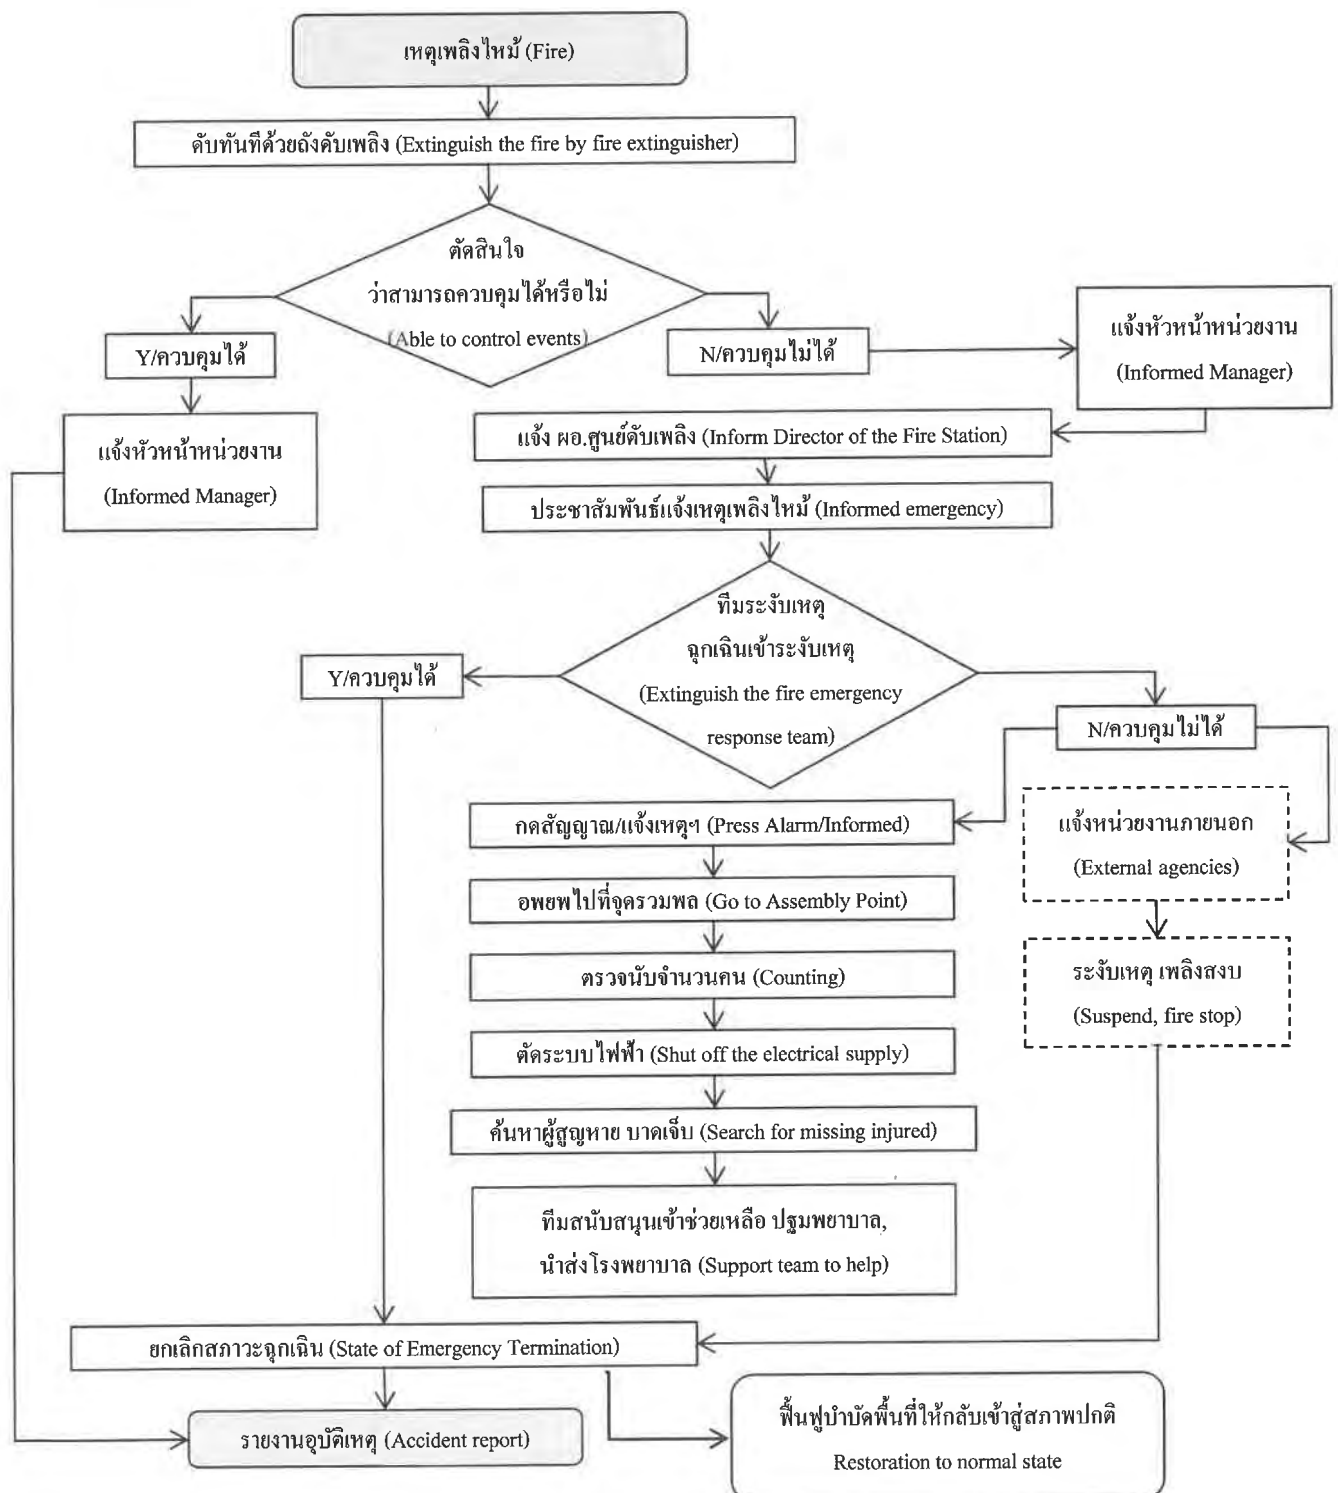 เหตุเพลิงไหม้ (Fire)
ดับทันทีด้วยถังดับเพลิง (Extinguish the fire by fire extinguisher)
ตัดสินใจ
ว่าสามารถควบคุมได้หรือไม่
(Able to control events)
Y/ควบคุมได้
N/ควบคุมไม่ได้
แจ้งหัวหน้าหน่วยงาน
(Informed Manager)
แจ้งหัวหน้าหน่วยงาน
(Informed Manager)
แจ้ง ผอ.ศูนย์ดับเพลิง (Inform Director of the Fire Station)
ประชาสัมพันธ์แจ้งเหตุเพลิงไหม้ (Informed emergency)
ทีมระงับเหตุ
ฉุกเฉินเข้าระงับเหตุ
(Extinguish the fire emergency
response team)
Y/ควบคุมได้
N/ควบคุมไม่ได้
กดสัญญาณ/แจ้งเหตุฯ (Press Alarm/Informed)
แจ้งหน่วยงานภายนอก
(External agencies)
อพยพไปที่จุดรวมพล (Go to Assembly Point)
ตรวจนับจำนวนคน (Counting)
ระงับเหตุ เพลิงสงบ
(Suspend, fire stop)
ตัดระบบไฟฟ้า (Shut off the electrical supply)
ค้นหาผู้สูญหาย บาดเจ็บ (Search for missing injured)
ทีมสนับสนุนเข้าช่วยเหลือ ปฐมพยาบาล,
นำส่งโรงพยาบาล (Support team to help)
ยกเลิกสภาวะฉุกเฉิน (State of Emergency Termination)
รายงานอุบัติเหตุ (Accident report)
ฟื้นฟูบำบัดพื้นที่ให้กลับเข้าสู่สภาพปกติ
Restoration to normal state